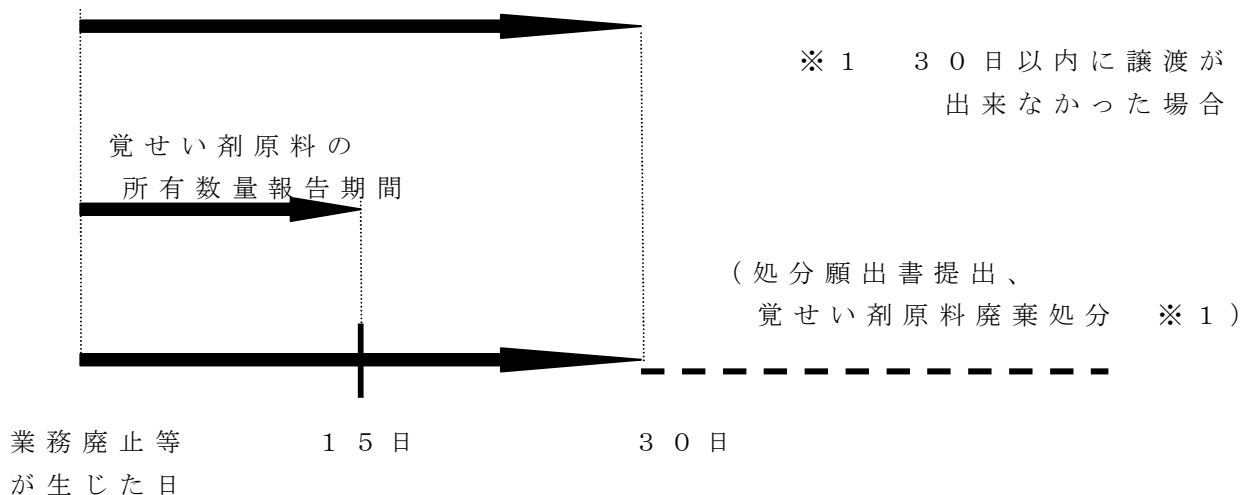 ※１　３０日以内に譲渡が
出来なかった場合
覚せい剤原料の
所有数量報告期間
（処分願出書提出、
覚せい剤原料廃棄処分　※１）
業務廃止等　１５日　３０日
が生じた日